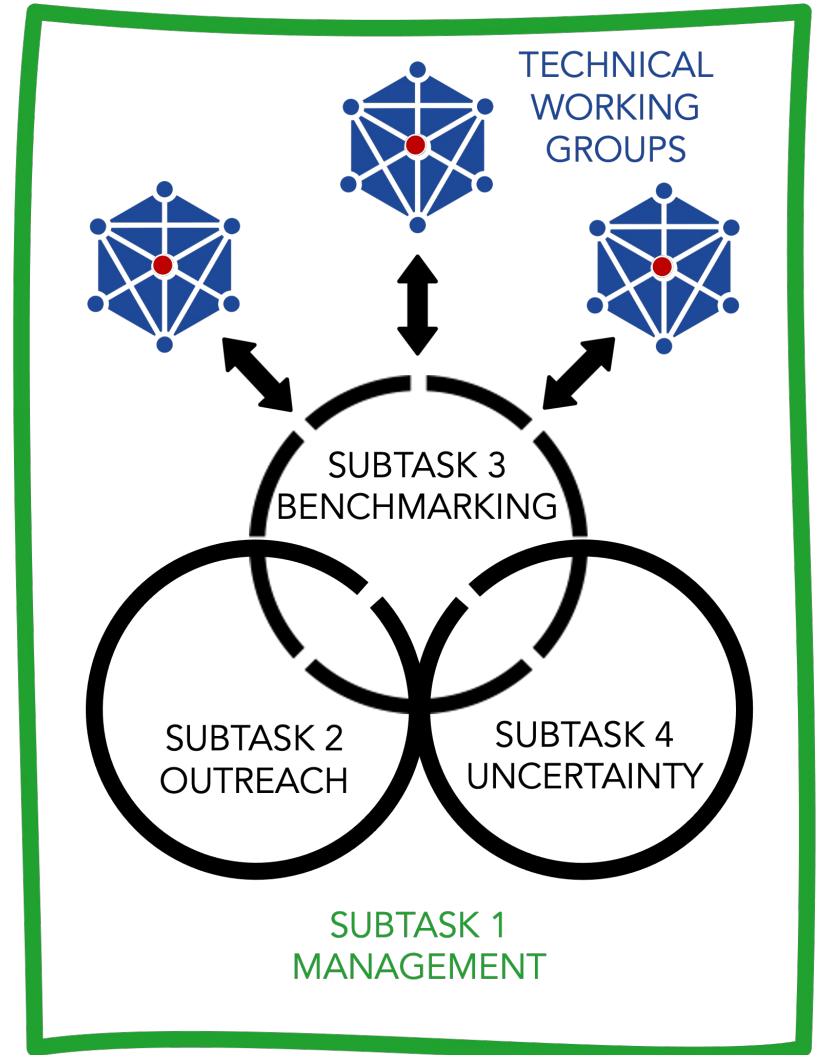 TECHNICAL
WORKING
GROUPS
SUBTASK 3
BENCHMARKING
SUBTASK 2
OUTREACH
SUBTASK 4
UNCERTAINTY
SUBTASK 1
MANAGEMENT